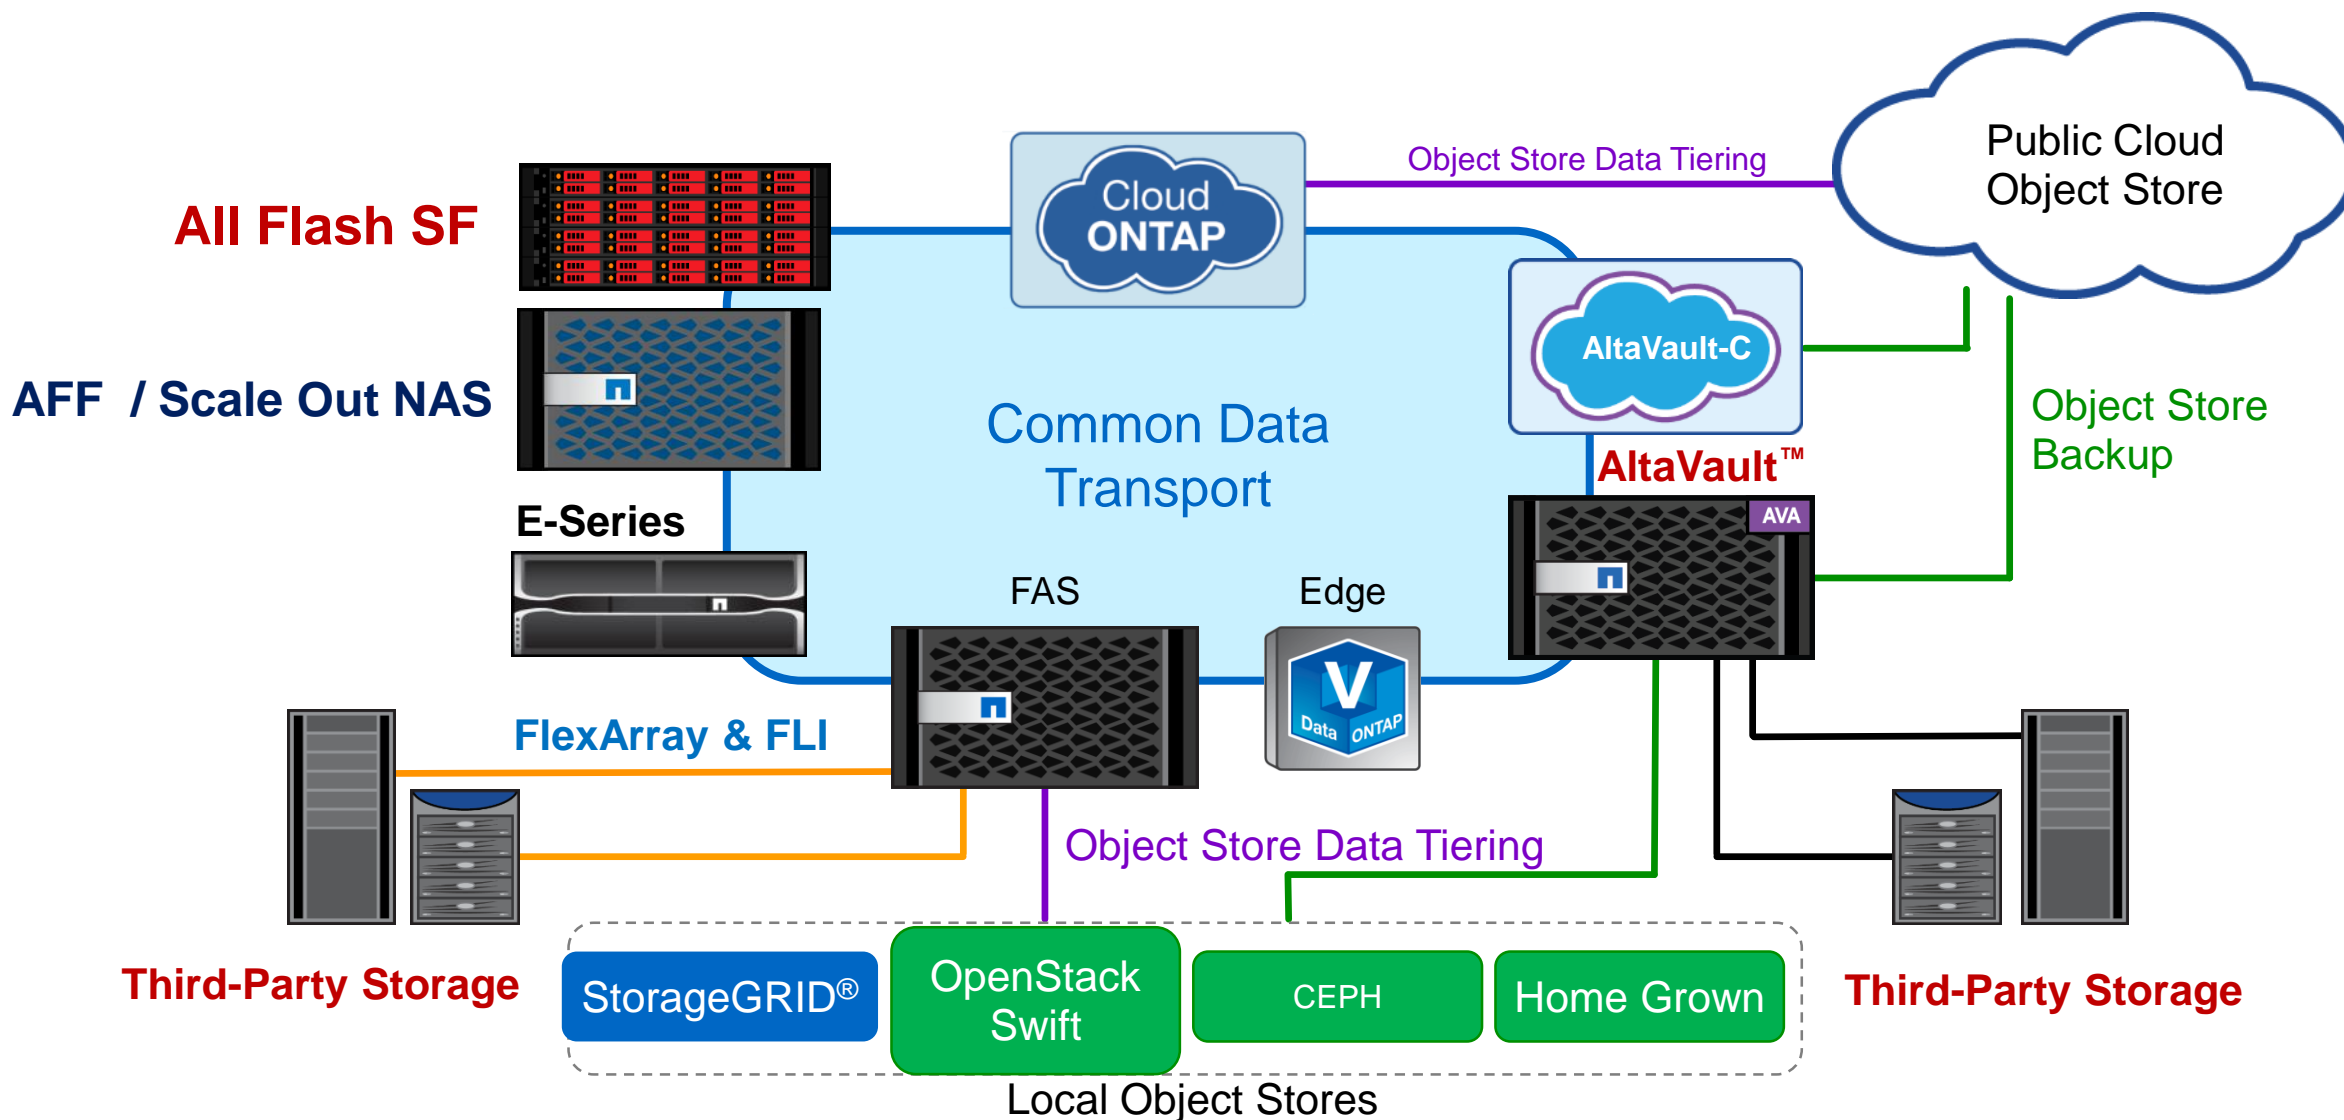 Public Cloud
Object Store
Object Store Data Tiering
Cloud
ONTAP
All Flash SF
AltaVault-C
AFF / Scale Out NAS
Common Data
Transport
Object Store
Backup
AltaVault™
E-Series
AVA
FAS
Edge
V
Data ONTAP
FlexArray & FLI
Object Store Data Tiering
Third-Party Storage
StorageGRID®
OpenStack
Swift
CEPH
Home Grown
Third-Party Storage
Local Object Stores